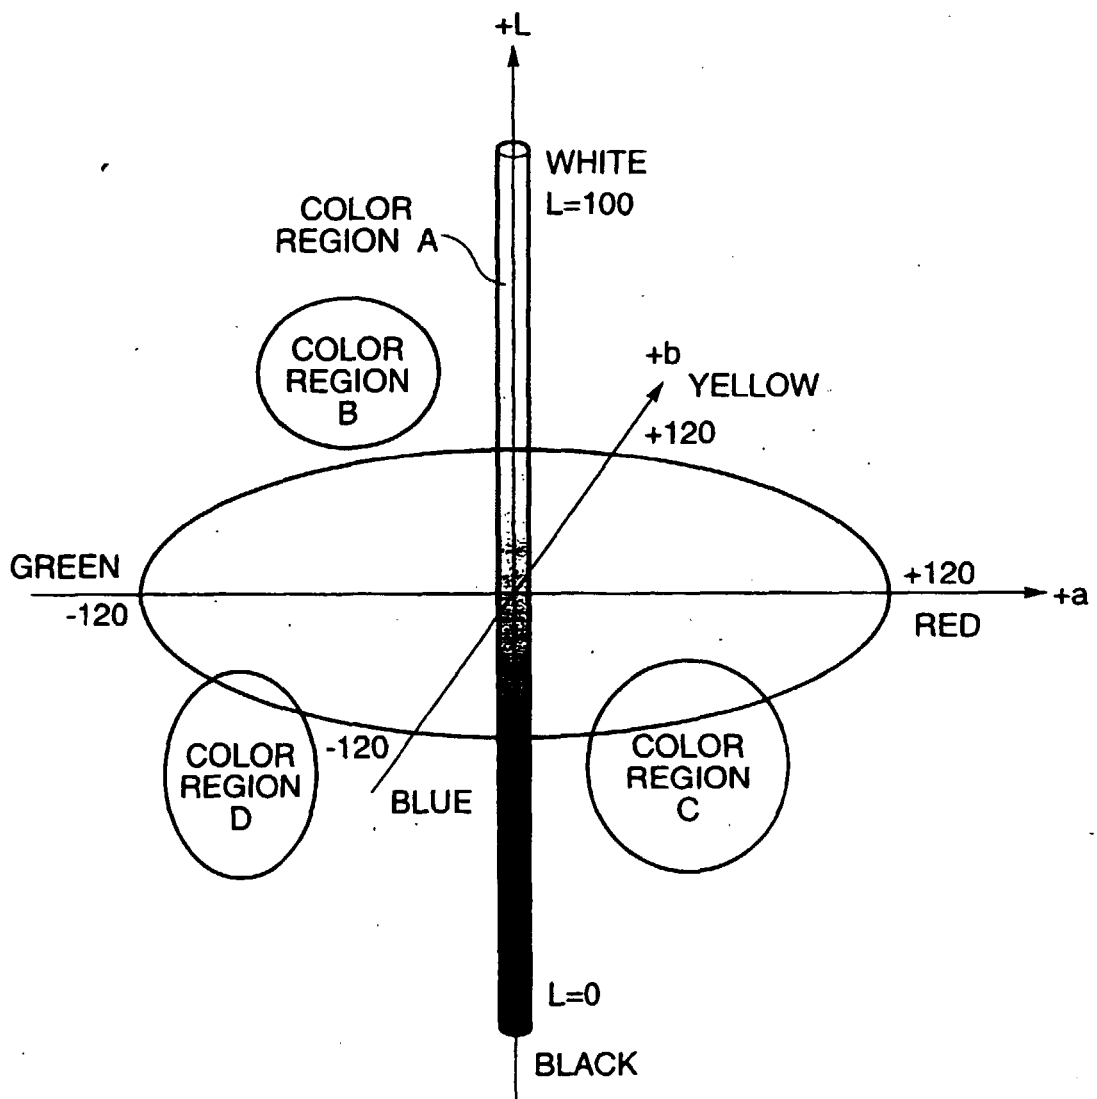 +L
WHITE
L=100
COLOR
REGION A
COLOR
REGION
B
+b
YELLOW
+120
GREEN
-120
+120
+a
RED
COLOR
REGION
D
-120
BLUE
COLOR
REGION
C
L=0
BLACK